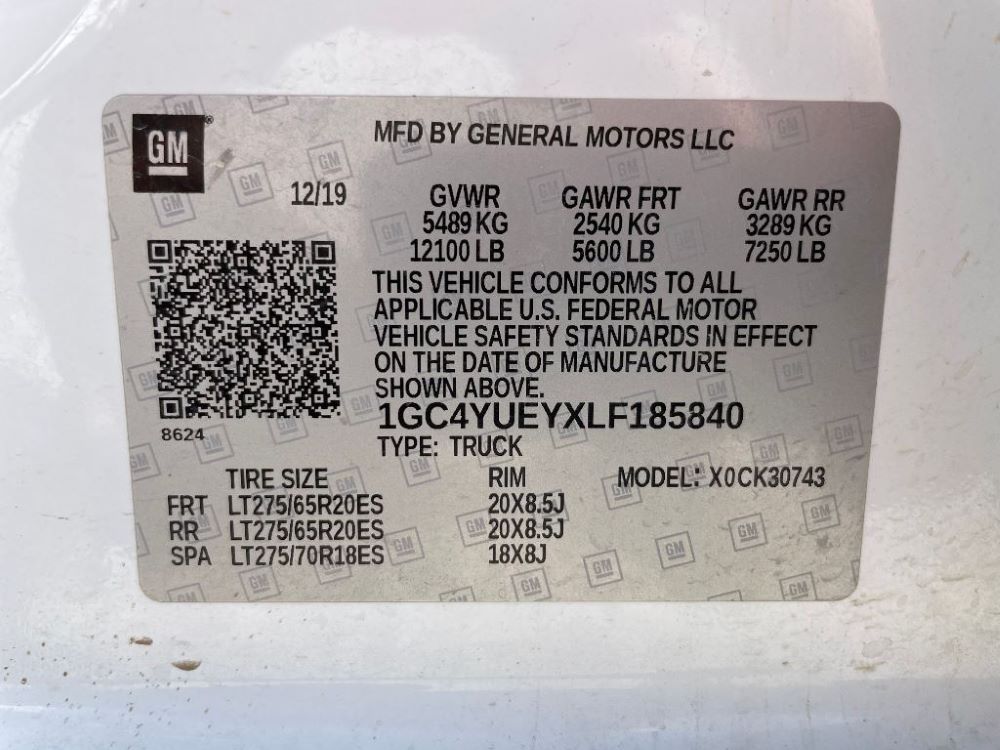 GM
MFD BY GENERAL MOTORS LLC
12/19 GVWR GAWR FRT GAWR RR
5489 KG 2540 KG 3289 KG
12100 LB 5600 LB 7250 LB
THIS VEHICLE CONFORMS TO ALL
APPLICABLE U.S. FEDERAL MOTOR
VEHICLE SAFETY STANDARDS IN EFFECT
ON THE DATE OF MANUFACTURE
SHOWN ABOVE.
1GC4YUEYXLF185840
8624
TYPE: TRUCK
TIRE SIZE RIM MODEL: X0CK30743
FRT LT275/65R20ES 20X8.5J
RR LT275/65R20ES 20X8.5J
SPA LT275/70R18ES 18X8J